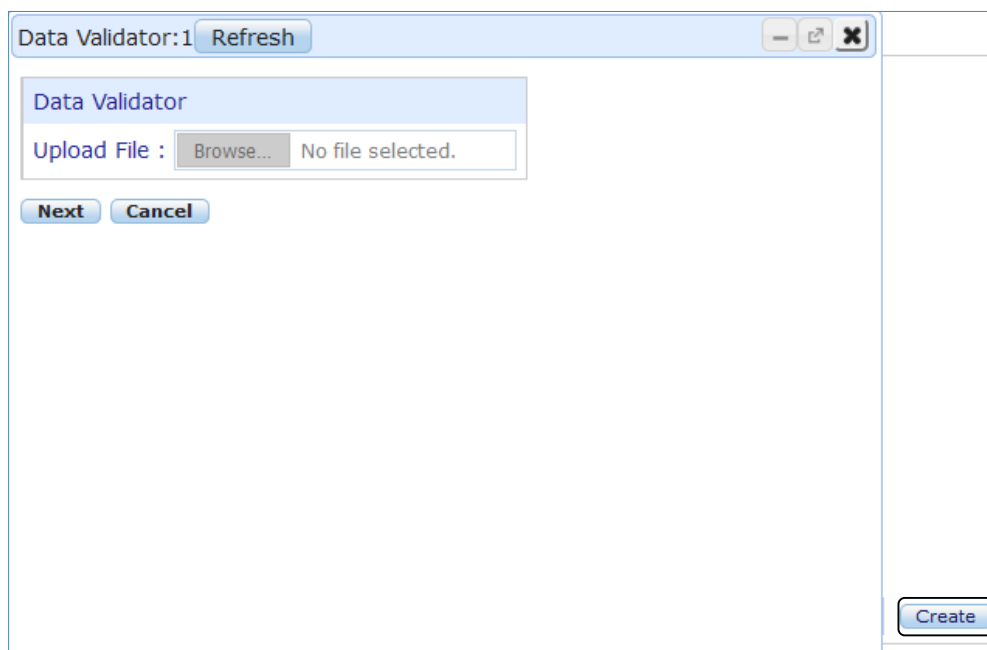 Data Validator:1 Refresh
Data Validator
Upload File : Browse... No file selected.
Next Cancel
Create